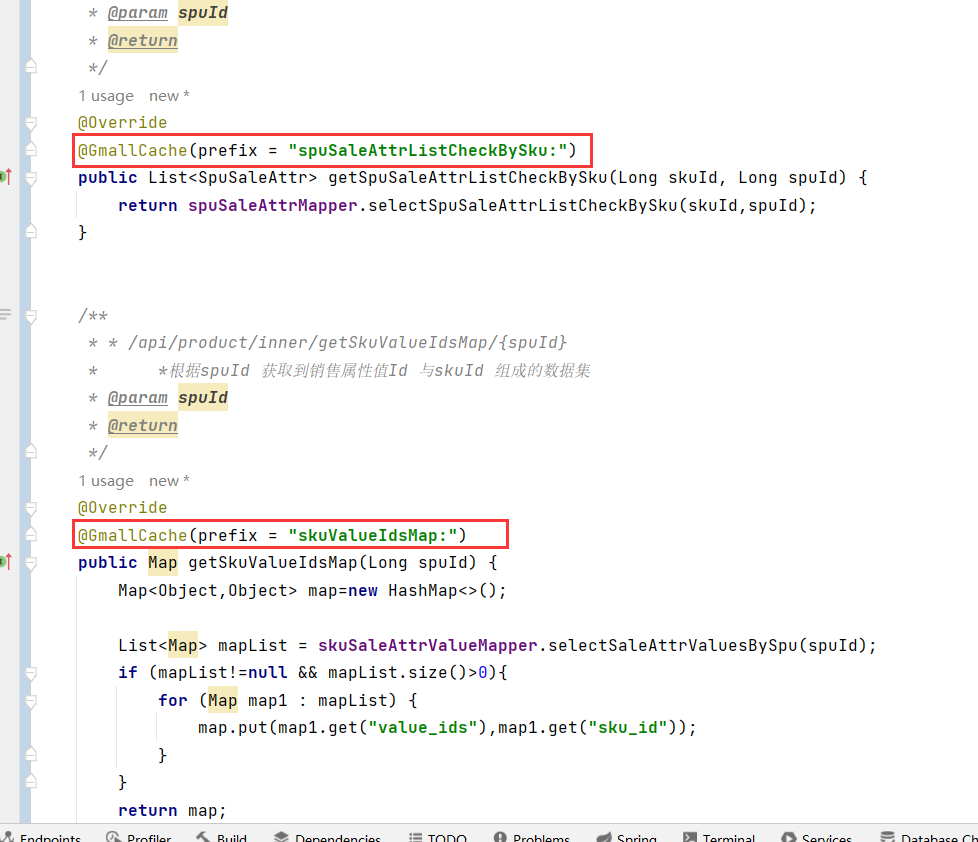 * @param spuId
* @return
*/
1 usage new *
@Override
@GmallCache(prefix = "spuSaleAttrListCheckBySku:")
public List<SpuSaleAttr> getSpuSaleAttrListCheckBySku(Long skuId, Long spuId) {
return spuSaleAttrMapper.selectSpuSaleAttrListCheckBySku(skuId,spuId);
}
/**
* * /api/product/inner/getSkuValueIdsMap/{spuId}
* *根据spuId 获取到销售属性值Id 与skuId 组成的数据集
* @param spuId
* @return
*/
1 usage new *
@Override
@GmallCache(prefix = "skuValueIdsMap:")
public Map getSkuValueIdsMap(Long spuId) {
Map<Object,Object> map=new HashMap<>();
List<Map> mapList = skuSaleAttrValueMapper.selectSaleAttrValuesBySpu(spuId);
if (mapList!=null && mapList.size()>0){
for (Map map1 : mapList) {
map.put(map1.get("value_ids"),map1.get("sku_id"));
}
}
return map;
Endpoints Profiler Build Dependencies TODO Problems Spring Terminal Services Database Ch